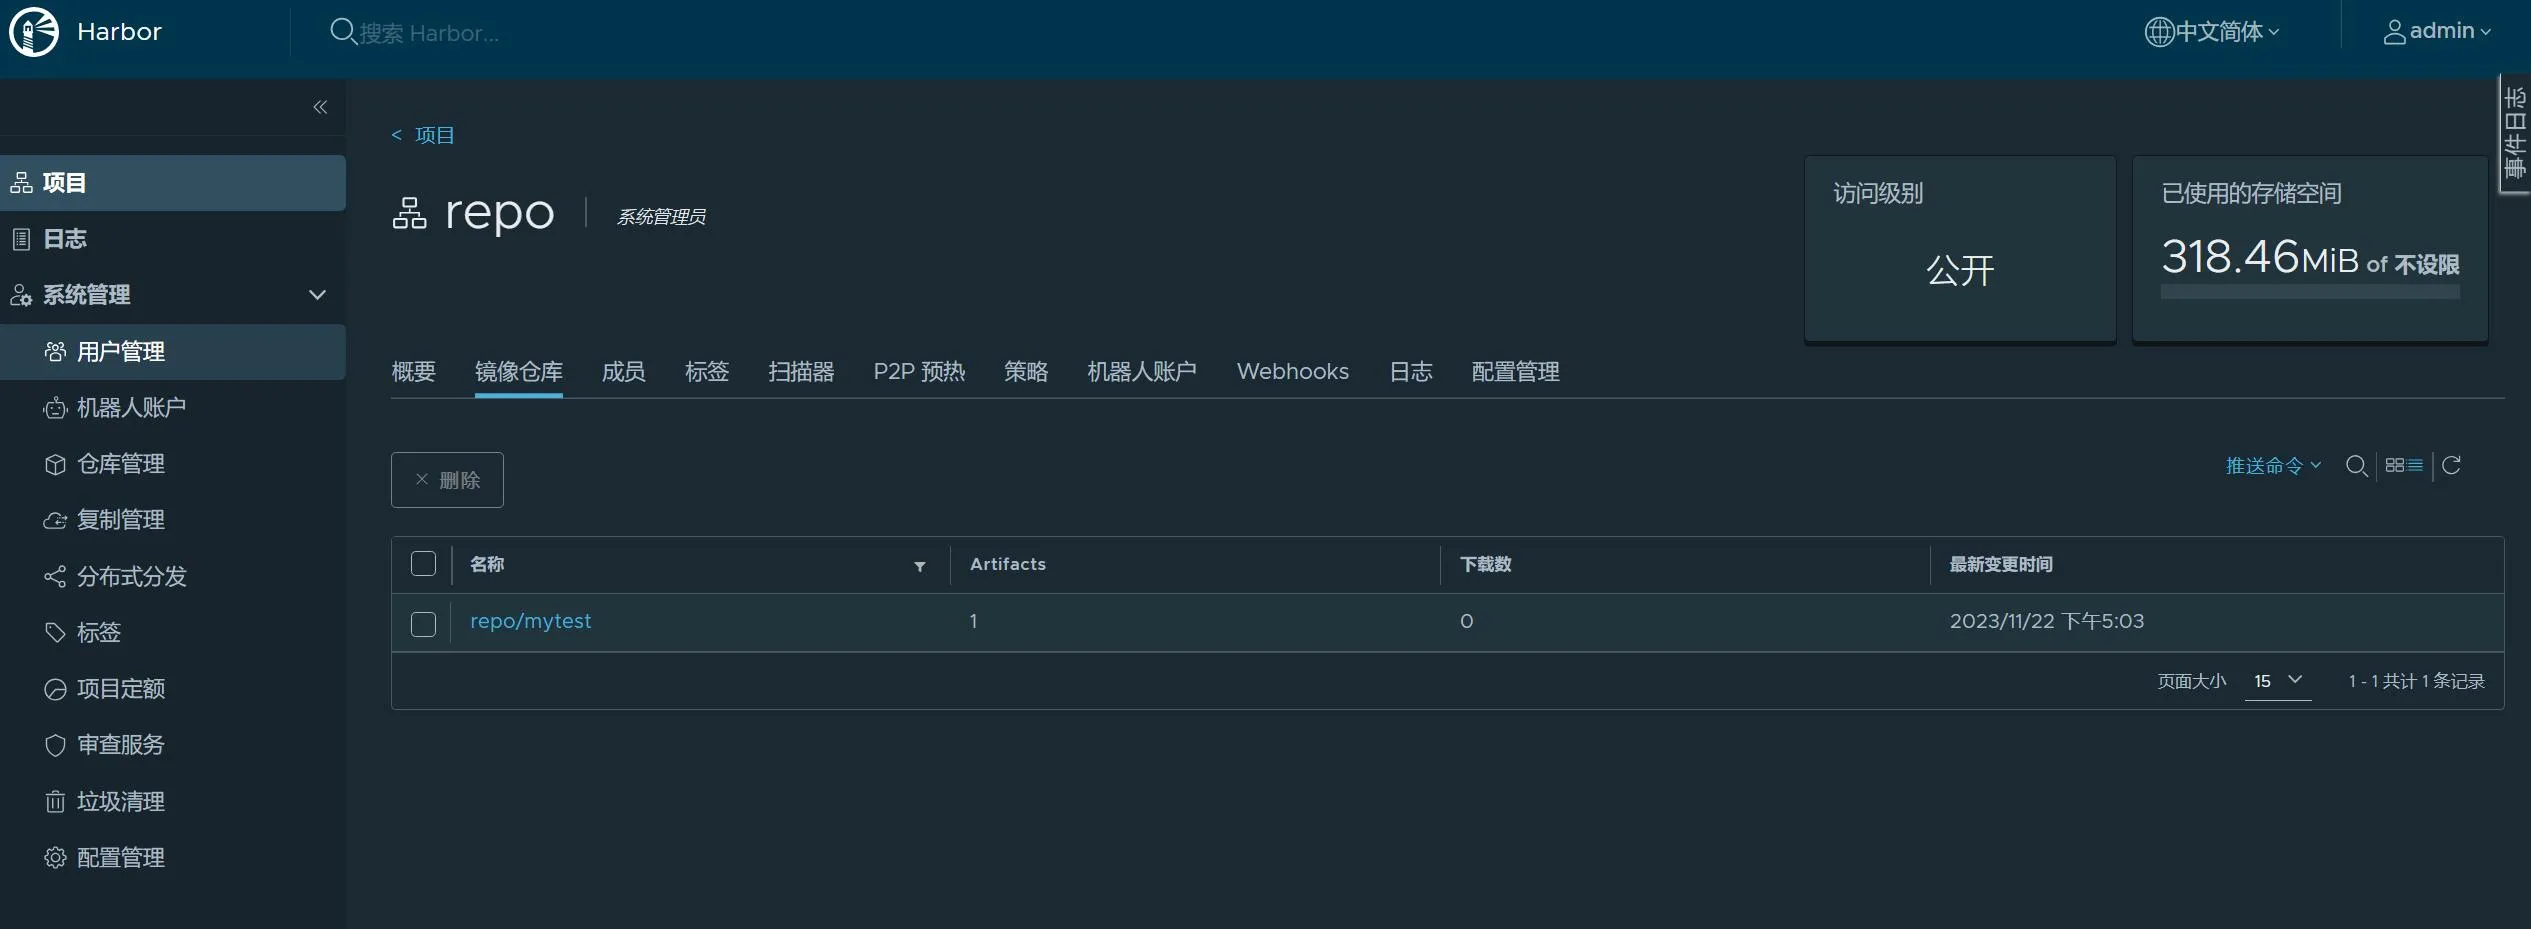 Harbor
搜索 Harbor...
中文简体
admin
事件日志
项目
日志
系统管理
用户管理
机器人账户
仓库管理
复制管理
分布式分发
标签
项目定额
审查服务
垃圾清理
配置管理
< 项目
repo
系统管理员
访问级别
公开
已使用的存储空间
318.46MiB of 不设限
概要 镜像仓库 成员 标签 扫描器 P2P 预热 策略 机器人账户 Webhooks 日志 配置管理
× 删除
推送命令
名称 Artifacts 下载数 最新变更时间
repo/mytest 1 0 2023/11/22 下午5:03
页面大小 15 1 - 1 共计 1 条记录